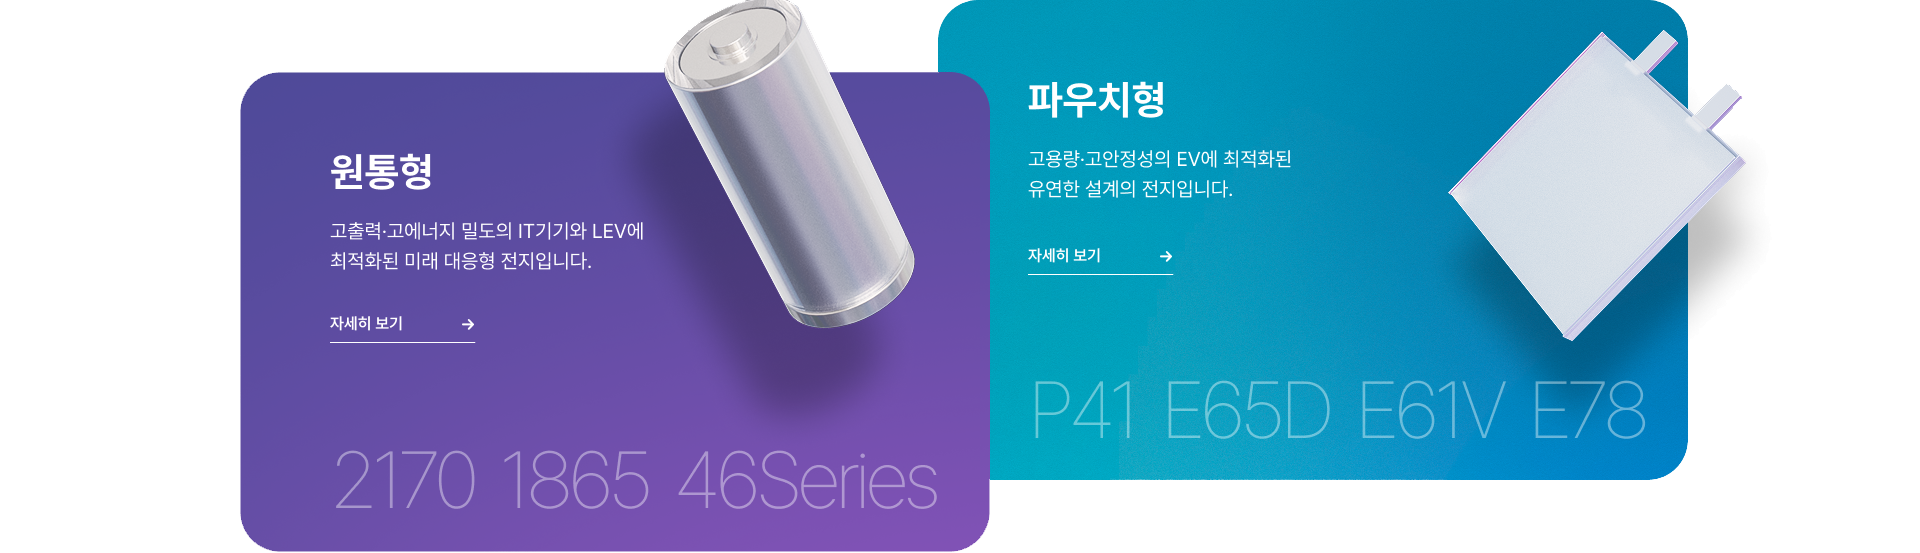 원통형
고출력·고에너지 밀도의 IT기기와 LEV에
최적화된 미래 대응형 전지입니다.
자세히 보기
2170 1865 46Series
파우치형
고용량·고안정성의 EV에 최적화된
유연한 설계의 전지입니다.
자세히 보기
P41 E65D E61V E78